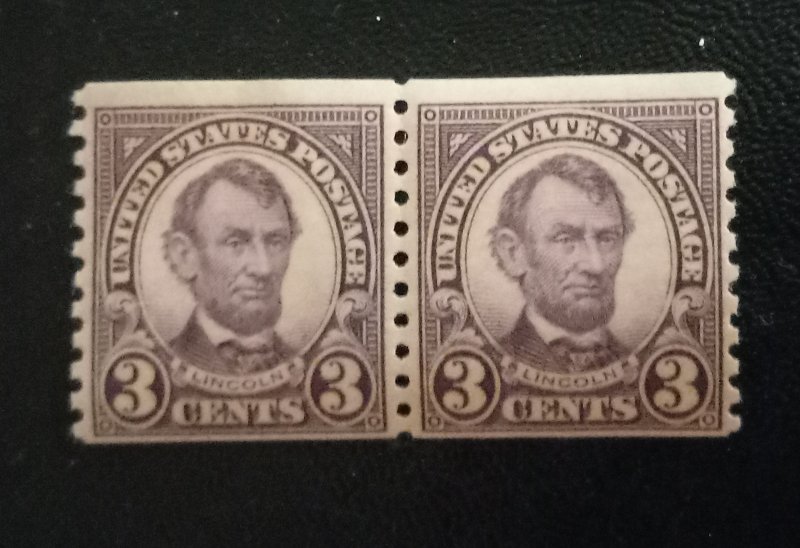 UNITED STATES POSTAGE
LINCOLN
3 CENTS 3
UNITED STATES POSTAGE
LINCOLN
3 CENTS 3